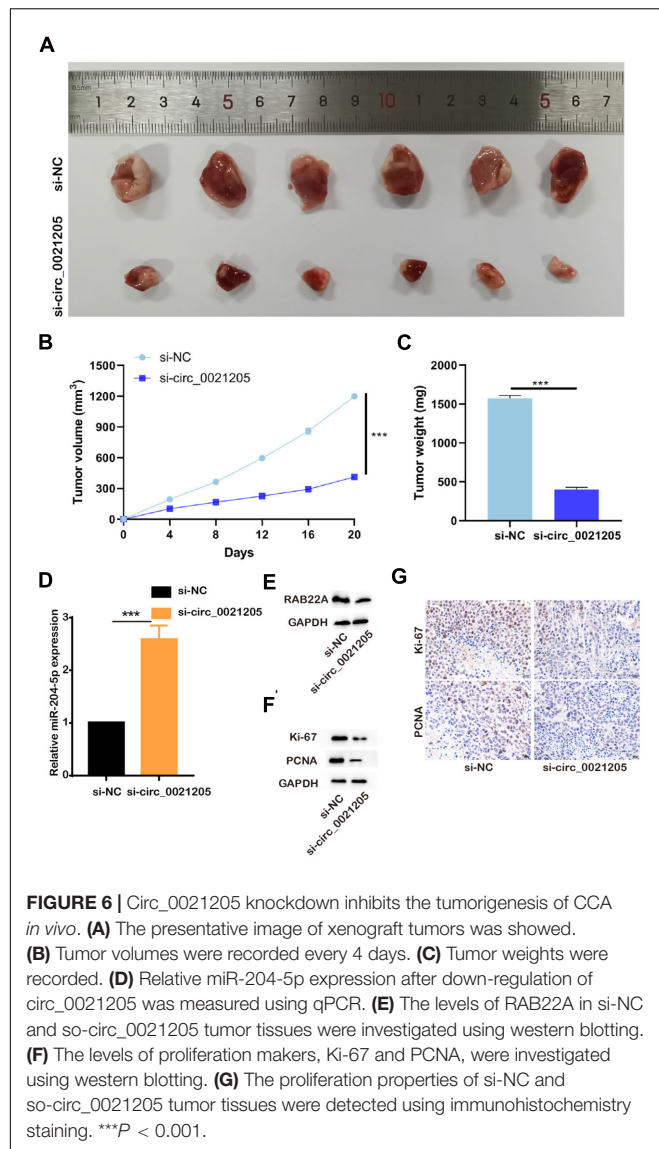 A
0.5mm
1 2 3 4 5 6 7 8 9 10 1 2 3 4 5 6 7
si-NC
si-circ_0021205
B
si-NC
si-circ_0021205
Tumor volume (mm³)
1500
1200
900
600
300
0
0 4 8 12 16 20
Days
***
C
Tumor weight (mg)
2000
1500
1000
500
0
***
si-NC si-circ_0021205
D
si-NC
si-circ_0021205
Relative miR-204-5p expression
3
2
1
0
***
si-NC si-circ_0021205
E
RAB22A
GAPDH
si-NC
si-circ_0021205
F
Ki-67
PCNA
GAPDH
si-NC
si-circ_0021205
G
Ki-67
PCNA
si-NC si-circ_0021205
FIGURE 6 | Circ_0021205 knockdown inhibits the tumorigenesis of CCA
in vivo. (A) The presentative image of xenograft tumors was showed.
(B) Tumor volumes were recorded every 4 days. (C) Tumor weights were
recorded. (D) Relative miR-204-5p expression after down-regulation of
circ_0021205 was measured using qPCR. (E) The levels of RAB22A in si-NC
and so-circ_0021205 tumor tissues were investigated using western blotting.
(F) The levels of proliferation makers, Ki-67 and PCNA, were investigated
using western blotting. (G) The proliferation properties of si-NC and
so-circ_0021205 tumor tissues were detected using immunohistochemistry
staining. ***P < 0.001.